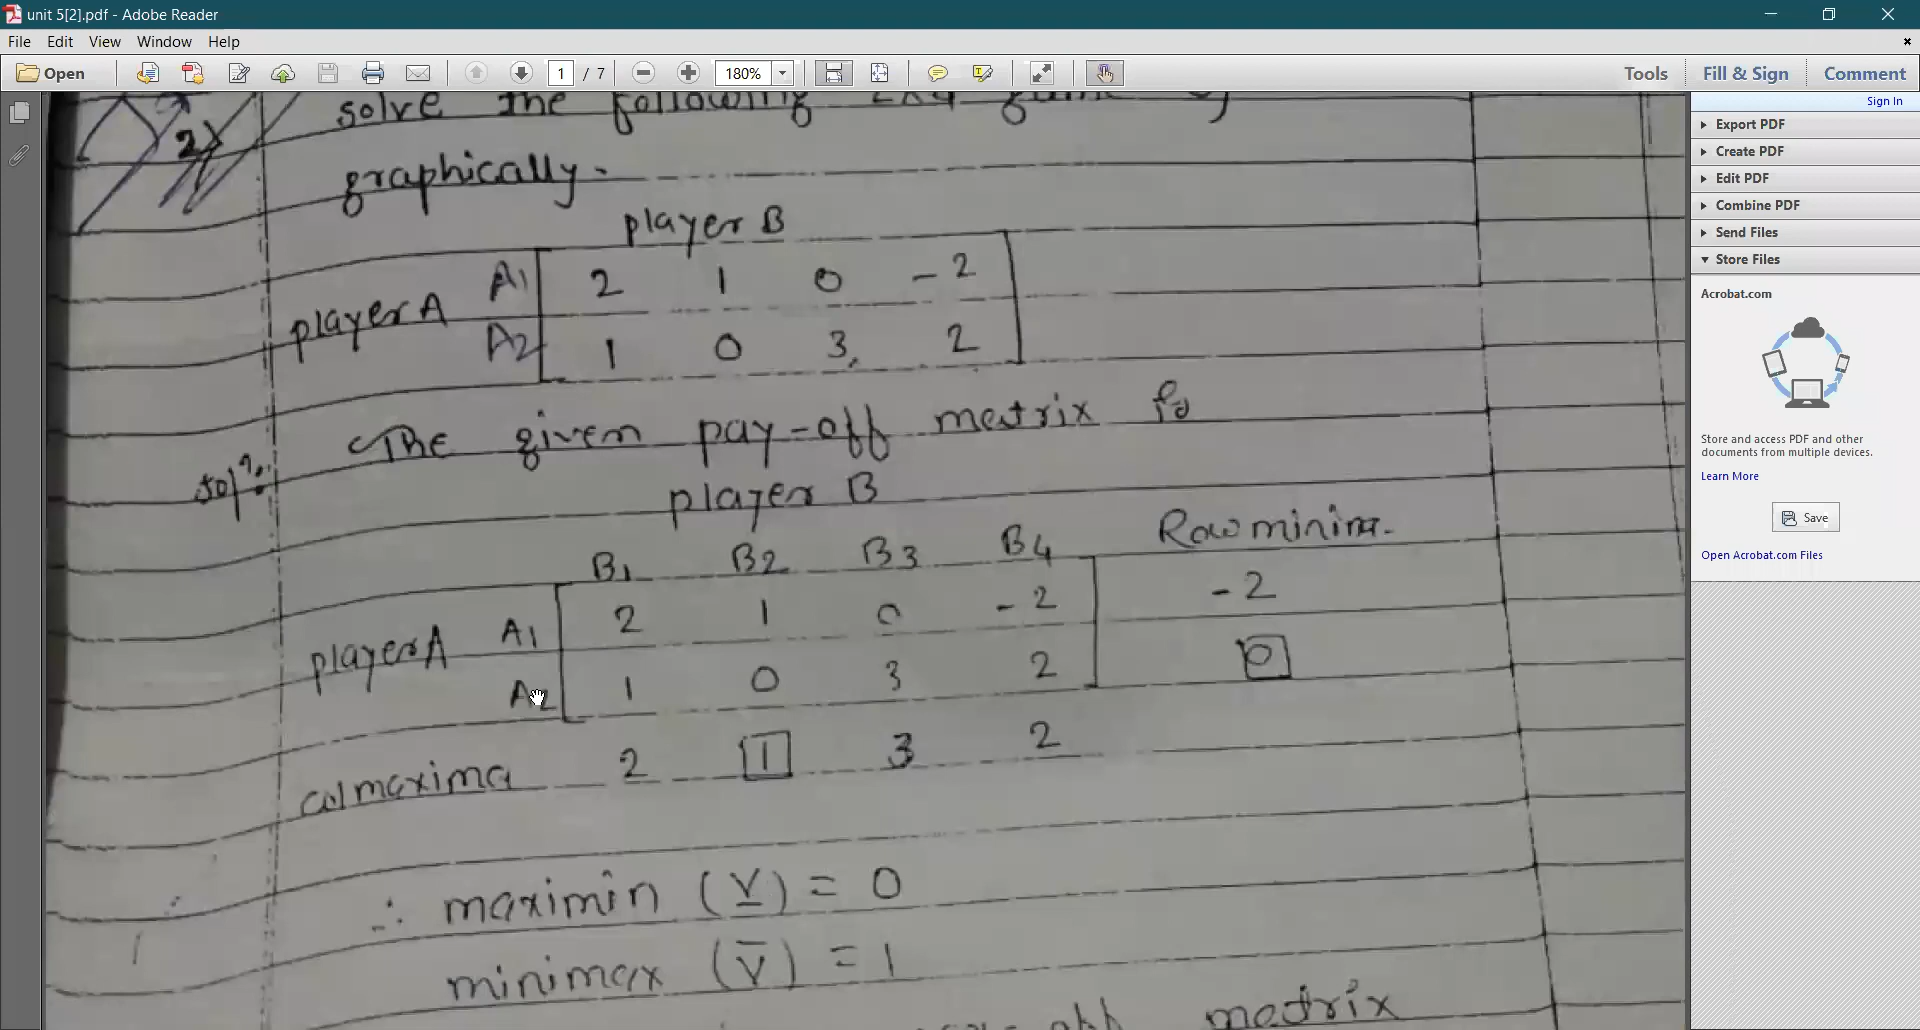 unit 5[2].pdf - Adobe Reader
File Edit View Window Help
Open 1 / 7 180% Tools Fill & Sign Comment
Sign In
Export PDF
Create PDF
Edit PDF
Combine PDF
Send Files
Store Files
Acrobat.com
Store and access PDF and other
documents from multiple devices.
Learn More
Save
Open Acrobat.com Files
2)
solve the following 2x4 game
graphically.
player B
A1 2 1 0 -2
player A
A2 1 0 3 2
The given pay-off matrix
player B
B1 B2 B3 B4 Row minima
A1 2 1 0 -2 -2
player A
A2 1 0 3 2 0
col maxima 2 1 3 2
∴ maximin (V) = 0
minimax (V̅) = 1
matrix